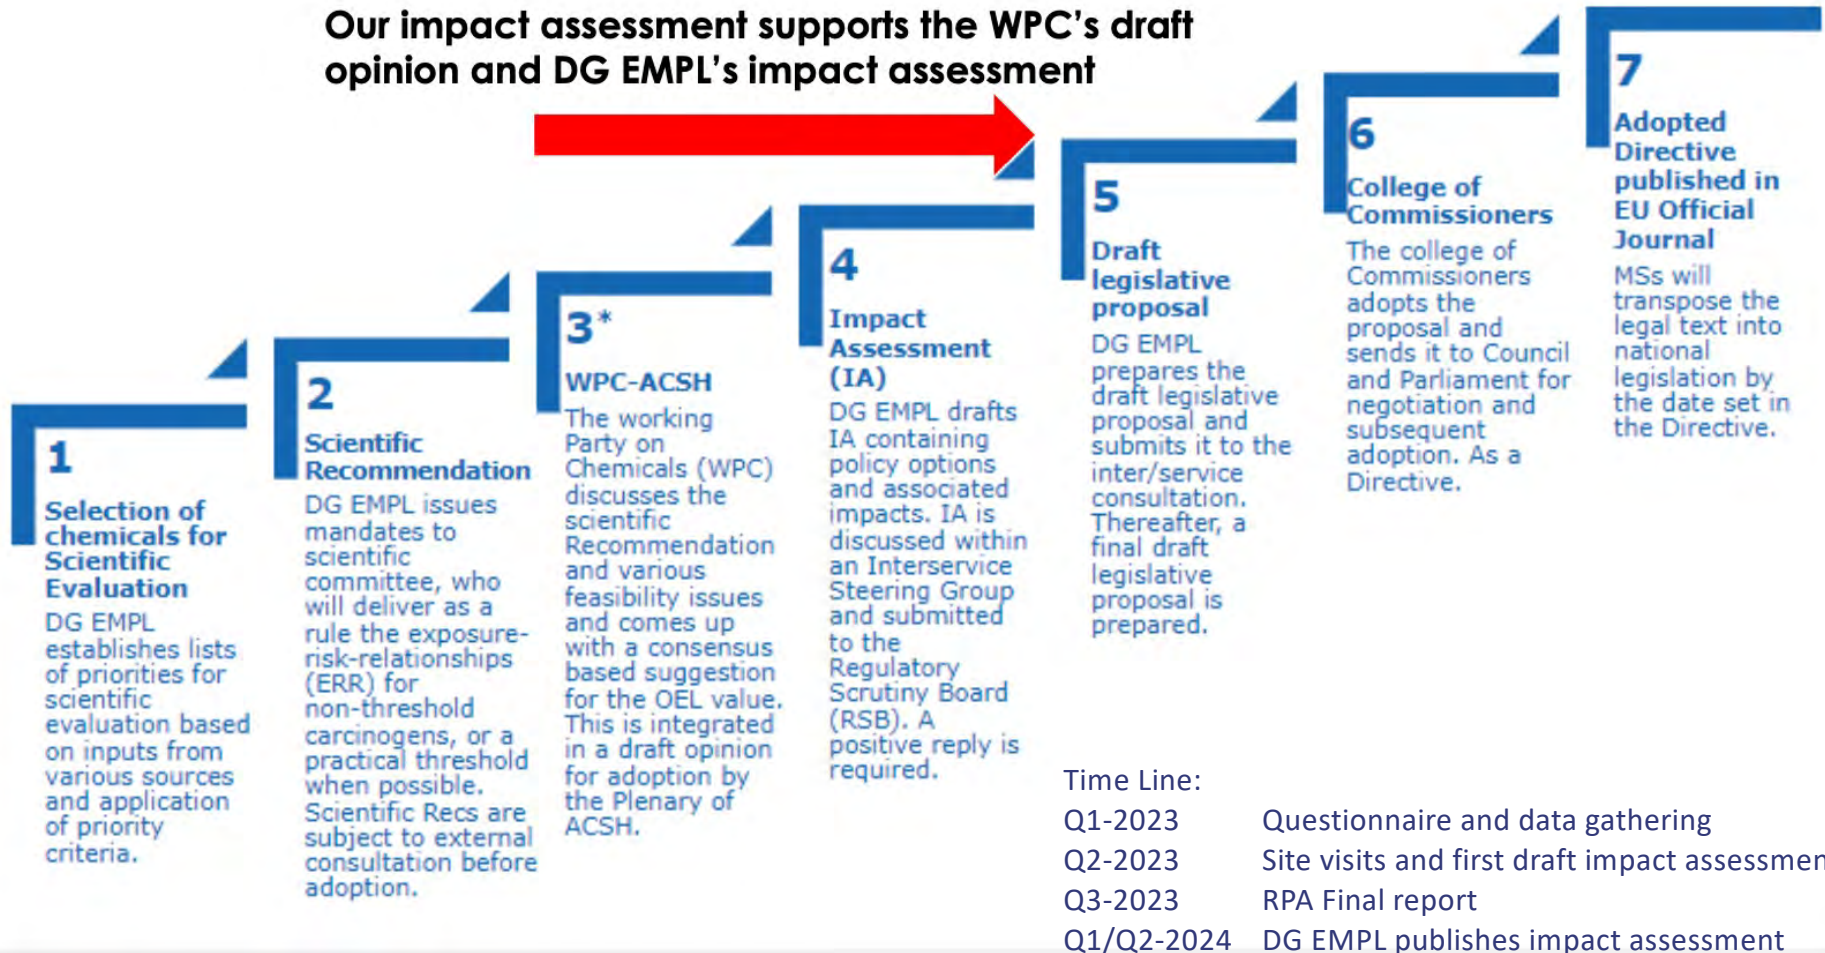 Our impact assessment supports the WPC's draft
opinion and DG EMPL's impact assessment
1
Selection of
chemicals for
Scientific
Evaluation
DG EMPL
establishes lists
of priorities for
scientific
evaluation based
on inputs from
various sources
and application
of priority
criteria.
2
Scientific
Recommendation
DG EMPL issues
mandates to
scientific
committee, who
will deliver as a
rule the exposure-
risk-relationships
(ERR) for
non-threshold
carcinogens, or a
practical threshold
when possible.
Scientific Recs are
subject to external
consultation before
adoption.
3*
WPC-ACSH
The working
Party on
Chemicals (WPC)
discusses the
scientific
Recommendation
and various
feasibility issues
and comes up
with a consensus
based suggestion
for the OEL value.
This is integrated
in a draft opinion
for adoption by
the Plenary of
ACSH.
4
Impact
Assessment
(IA)
DG EMPL drafts
IA containing
policy options
and associated
impacts. IA is
discussed within
an Interservice
Steering Group
and submitted
to the
Regulatory
Scrutiny Board
(RSB). A
positive reply is
required.
5
Draft
legislative
proposal
DG EMPL
prepares the
draft legislative
proposal and
submits it to the
inter/service
consultation.
Thereafter, a
final draft
legislative
proposal is
prepared.
6
College of
Commissioners
The college of
Commissioners
adopts the
proposal and
sends it to Council
and Parliament for
negotiation and
subsequent
adoption. As a
Directive.
7
Adopted
Directive
published in
EU Official
Journal
MSs will
transpose the
legal text into
national
legislation by
the date set in
the Directive.
Time Line:
Q1-2023 Questionnaire and data gathering
Q2-2023 Site visits and first draft impact assessmen
Q3-2023 RPA Final report
Q1/Q2-2024 DG EMPL publishes impact assessment